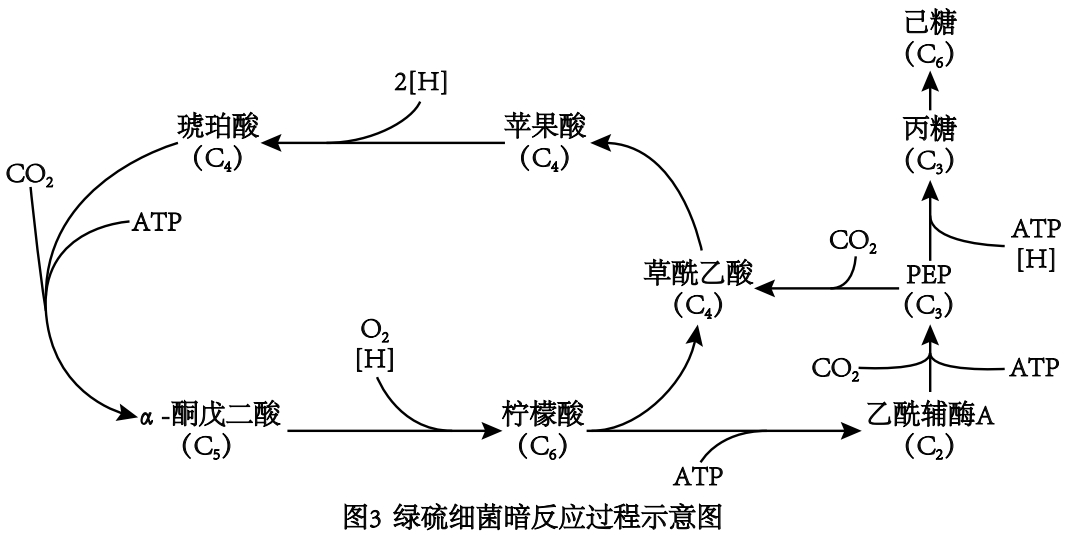 己糖
(C₆)
2[H]
琥珀酸
(C₄)
苹果酸
(C₄)
丙糖
(C₃)
CO₂
ATP
CO₂
ATP
[H]
草酰乙酸
(C₄)
PEP
(C₃)
O₂
[H]
CO₂
ATP
α-酮戊二酸
(C₅)
柠檬酸
(C₆)
乙酰辅酶A
(C₂)
ATP
图3 绿硫细菌暗反应过程示意图